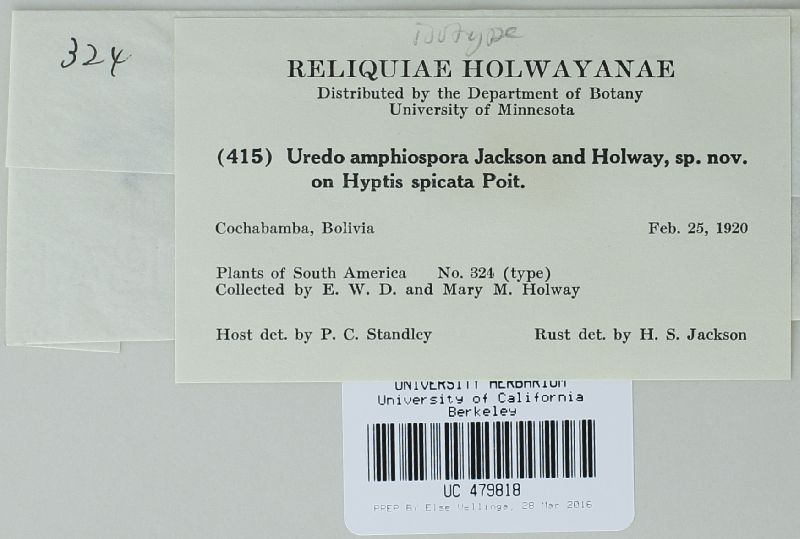 isotype
324
RELIQUIAE HOLWAYANAE
Distributed by the Department of Botany
University of Minnesota
(415) Uredo amphiospora Jackson and Holway, sp. nov.
on Hyptis spicata Poit.
Cochabamba, Bolivia Feb. 25, 1920
Plants of South America No. 324 (type)
Collected by E. W. D. and Mary M. Holway
Host det. by P. C. Standley Rust det. by H. S. Jackson
UNIVERSITY HERBARIUM
University of California
Berkeley
UC 479818
PREP By Else Vellinga, 28 Mar 2016